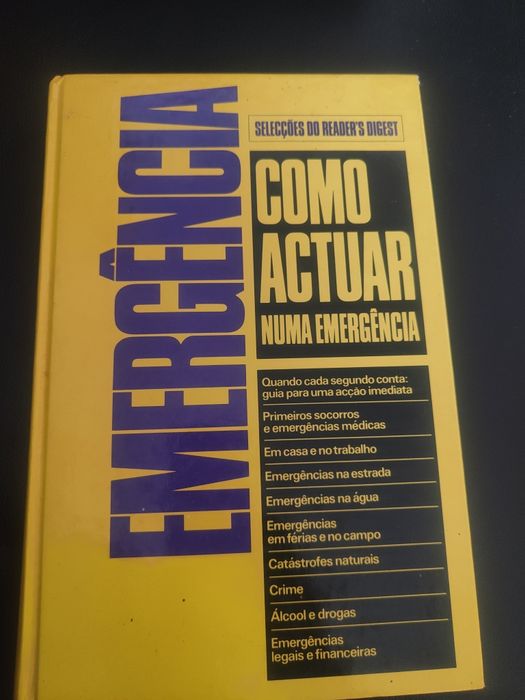 EMERGÊNCIA
SELECÇÕES DO READER'S DIGEST
COMO
ACTUAR
NUMA EMERGÊNCIA
Quando cada segundo conta:
guia para uma acção imediata
Primeiros socorros
e emergências médicas
Em casa e no trabalho
Emergências na estrada
Emergências na água
Emergências
em férias e no campo
Catástrofes naturais
Crime
Álcool e drogas
Emergências
legais e financeiras